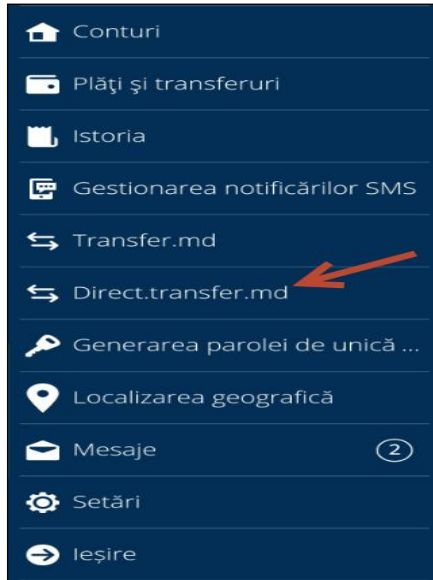 Conturi
Plăţi şi transferuri
Istoria
Gestionarea notificărilor SMS
Transfer.md
Direct.transfer.md
Generarea parolei de unică ...
Localizarea geografică
Mesaje 2
Setări
Ieșire